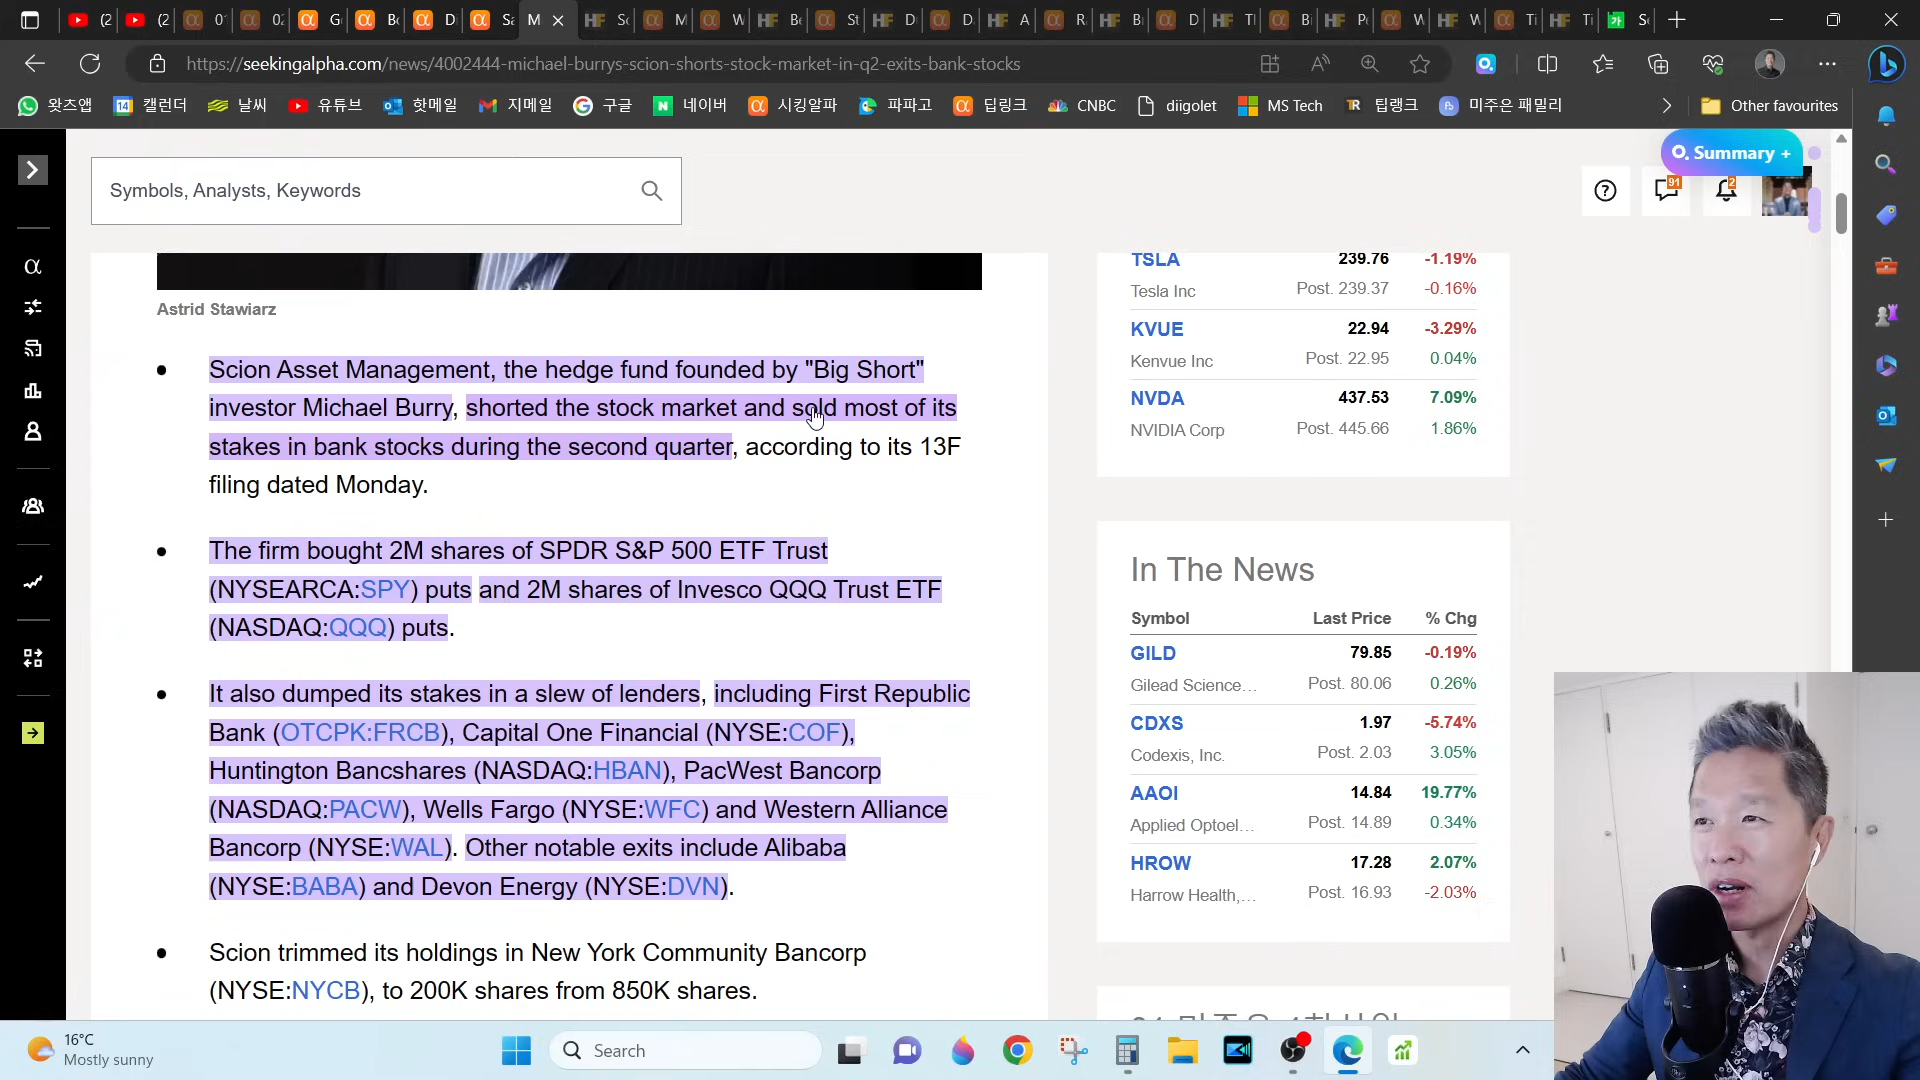 https://seekingalpha.com/news/4002444-michael-burrys-scion-shorts-stock-market-in-q2-exits-bank-stocks
왓츠앱 캘린더 날씨 유튜브 핫메일 지메일 구글 네이버 시킹알파 파파고 딥링크 CNBC diigolet MS Tech 팁랭크 미주은 패밀리 Other favourites
Summary +
Symbols, Analysts, Keywords
91
2
Astrid Stawiarz
Scion Asset Management, the hedge fund founded by "Big Short"
investor Michael Burry, shorted the stock market and sold most of its
stakes in bank stocks during the second quarter, according to its 13F
filing dated Monday.
The firm bought 2M shares of SPDR S&P 500 ETF Trust
(NYSEARCA:SPY) puts and 2M shares of Invesco QQQ Trust ETF
(NASDAQ:QQQ) puts.
It also dumped its stakes in a slew of lenders, including First Republic
Bank (OTCPK:FRCB), Capital One Financial (NYSE:COF),
Huntington Bancshares (NASDAQ:HBAN), PacWest Bancorp
(NASDAQ:PACW), Wells Fargo (NYSE:WFC) and Western Alliance
Bancorp (NYSE:WAL). Other notable exits include Alibaba
(NYSE:BABA) and Devon Energy (NYSE:DVN).
Scion trimmed its holdings in New York Community Bancorp
(NYSE:NYCB), to 200K shares from 850K shares.
TSLA 239.76 -1.19%
Tesla Inc Post. 239.37 -0.16%
KVUE 22.94 -3.29%
Kenvue Inc Post. 22.95 0.04%
NVDA 437.53 7.09%
NVIDIA Corp Post. 445.66 1.86%
In The News
Symbol Last Price % Chg
GILD 79.85 -0.19%
Gilead Science... Post. 80.06 0.26%
CDXS 1.97 -5.74%
Codexis, Inc. Post. 2.03 3.05%
AAOI 14.84 19.77%
Applied Optoel... Post. 14.89 0.34%
HROW 17.28 2.07%
Harrow Health,... Post. 16.93 -2.03%
16°C
Mostly sunny
Search